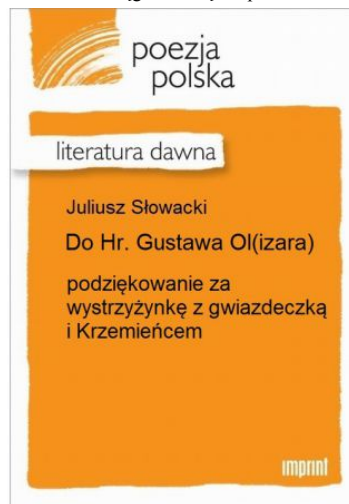 poezja
polska
literatura dawna
Juliusz Słowacki
Do Hr. Gustawa Ol(izara)
podziękowanie za
wystrzyżynkę z gwiazdeczką
i Krzemieńcem
imprint